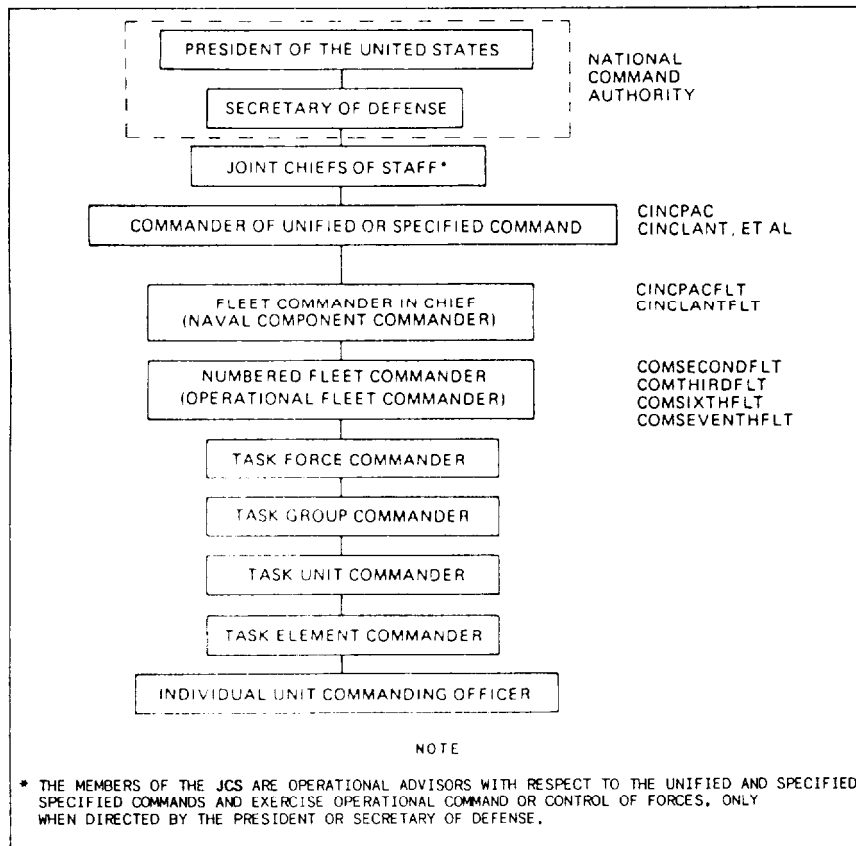 PRESIDENT OF THE UNITED STATES
SECRETARY OF DEFENSE
NATIONAL
COMMAND
AUTHORITY
JOINT CHIEFS OF STAFF*
COMMANDER OF UNIFIED OR SPECIFIED COMMAND
CINCPAC
CINCLANT, ET AL
FLEET COMMANDER IN CHIEF
(NAVAL COMPONENT COMMANDER)
CINCPACFLT
CINCLANTFLT
NUMBERED FLEET COMMANDER
(OPERATIONAL FLEET COMMANDER)
COMSECONDFLT
COMTHIRDFLT
COMSIXTHFLT
COMSEVENTHFLT
TASK FORCE COMMANDER
TASK GROUP COMMANDER
TASK UNIT COMMANDER
TASK ELEMENT COMMANDER
INDIVIDUAL UNIT COMMANDING OFFICER
NOTE
* THE MEMBERS OF THE JCS ARE OPERATIONAL ADVISORS WITH RESPECT TO THE UNIFIED AND SPECIFIED
SPECIFIED COMMANDS AND EXERCISE OPERATIONAL COMMAND OR CONTROL OF FORCES, ONLY
WHEN DIRECTED BY THE PRESIDENT OR SECRETARY OF DEFENSE.